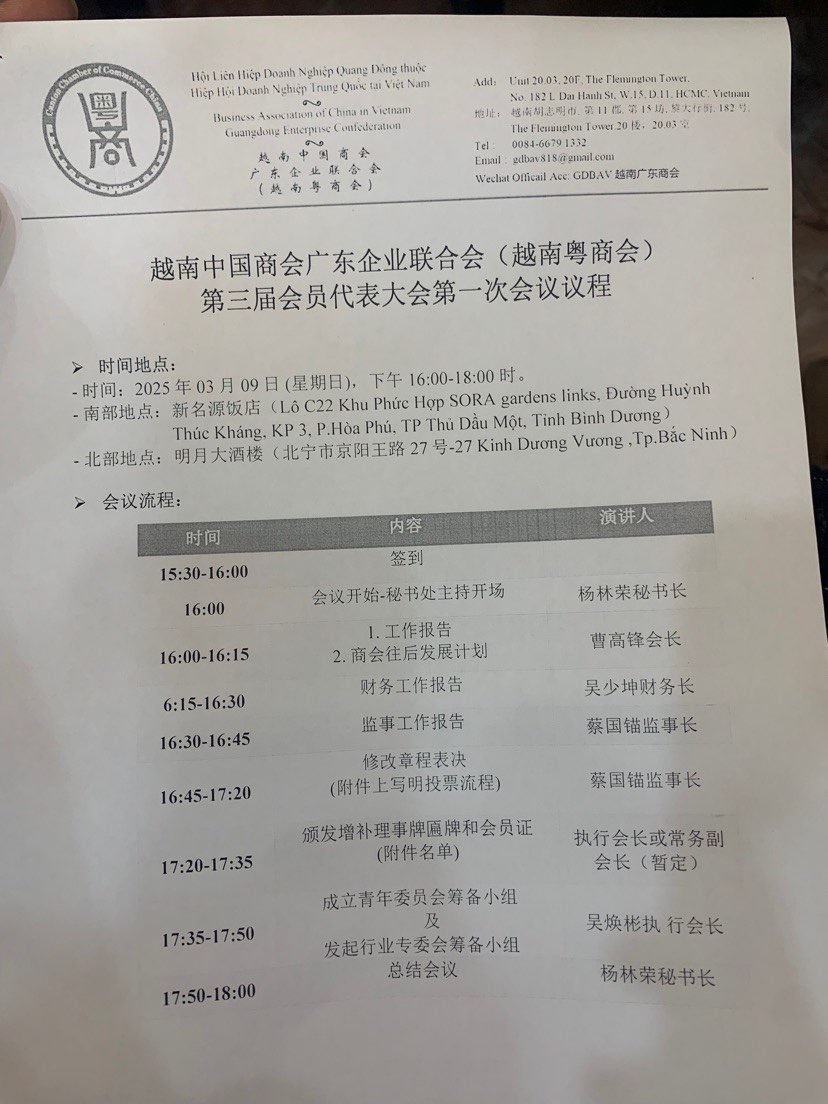 Canton Chamber of Commerce China
粤商
Hội Liên Hiệp Doanh Nghiệp Quang Đông thuộc
Hiệp Hội Doanh Nghiệp Trung Quốc tại Việt Nam
Business Association of China in Vietnam
Guangdong Enterprise Confederation
越南中国商会
广东企业联合会
(越南粤商会)
Add: Unit 20.03, 20F, The Flemington Tower,
No. 182 L Dai Hanh St, W.15, D.11, HCMC, Vietnam
地址: 越南胡志明市, 第 11 郡, 第 15 坊, 黎大行街, 182 号,
The Flemington Tower 20 楼, 20.03 室
Tel : 0084-6679 1332
Email : gdbav818@gmail.com
Wechat Officail Acc: GDBAV 越南广东商会
越南中国商会广东企业联合会（越南粤商会）
第三届会员代表大会第一次会议议程
➢ 时间地点：
- 时间：2025 年 03 月 09 日 (星期日)，下午 16:00-18:00 时。
- 南部地点：新名源饭店（Lô C22 Khu Phức Hợp SORA gardens links, Đường Huỳnh
Thúc Kháng, KP 3, P.Hòa Phú, TP Thủ Dầu Một, Tỉnh Bình Dương）
- 北部地点：明月大酒楼（北宁市京阳王路 27 号-27 Kinh Dương Vương ,Tp.Bắc Ninh）
➢ 会议流程：
时间 内容 演讲人
15:30-16:00 签到
16:00 会议开始-秘书处主持开场 杨林荣秘书长
16:00-16:15 1. 工作报告
2. 商会往后发展计划 曹高锋会长
6:15-16:30 财务工作报告 吴少坤财务长
16:30-16:45 监事工作报告 蔡国锚监事长
16:45-17:20 修改章程表决
(附件上写明投票流程) 蔡国锚监事长
17:20-17:35 颁发增补理事牌匾牌和会员证
(附件名单) 执行会长或常务副
会长（暂定）
17:35-17:50 成立青年委员会筹备小组
及
发起行业专委会筹备小组 吴焕彬执 行会长
17:50-18:00 总结会议 杨林荣秘书长